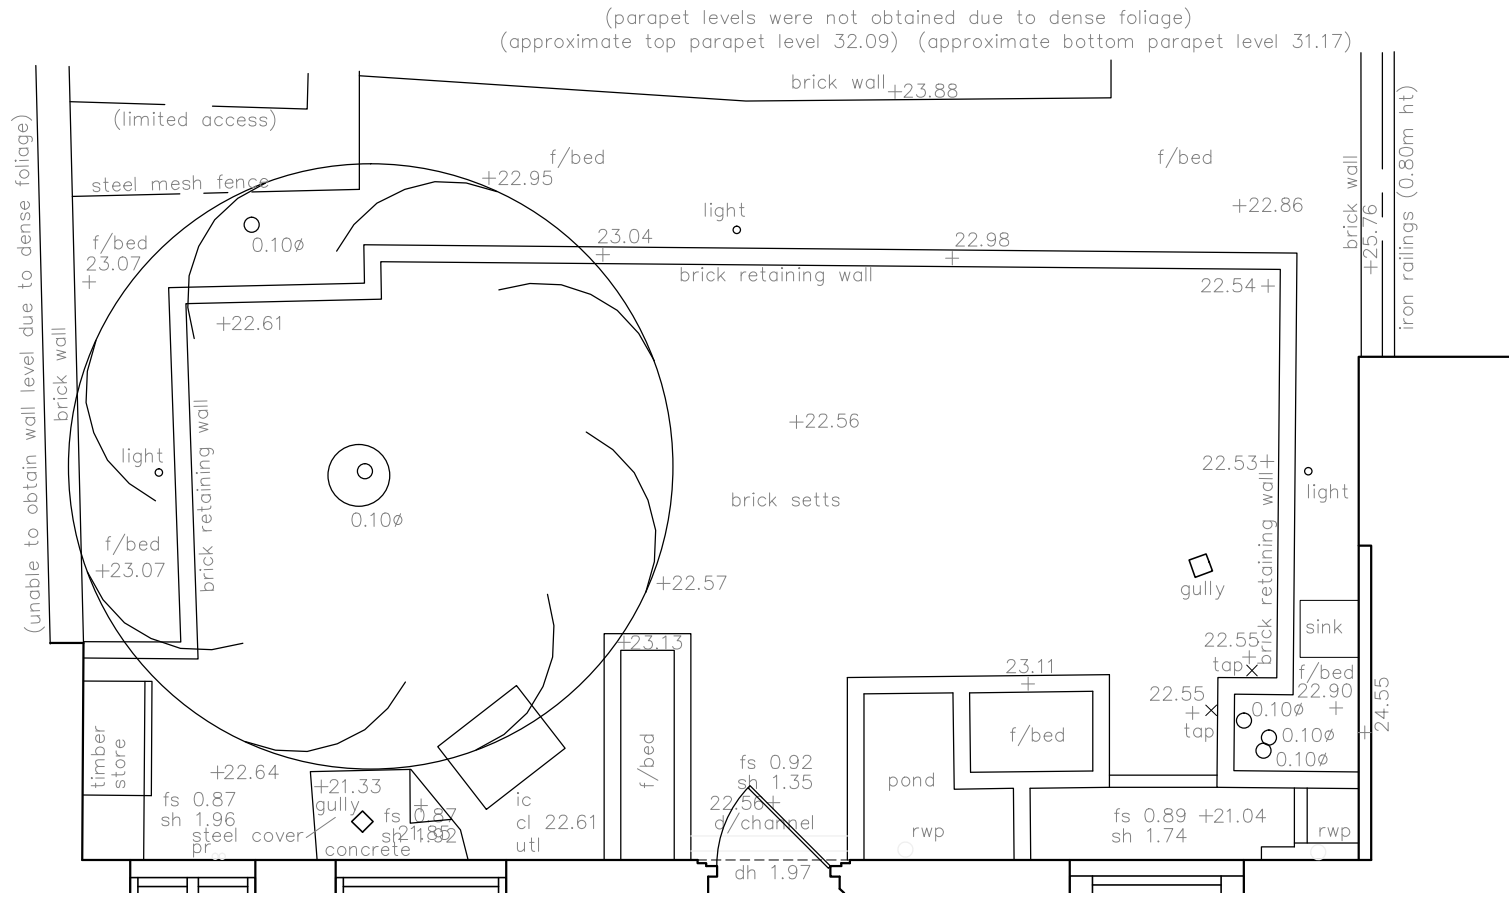 (parapet levels were not obtained due to dense foliage)
(approximate top parapet level 32.09) (approximate bottom parapet level 31.17)
brick wall
+23.88
(limited access)
steel mesh fence
f/bed
+22.95
f/bed
light
+22.86
brick wall
+25.76
iron railings (0.80m ht)
(unable to obtain wall level due to dense foliage)
brick wall
f/bed
23.07
0.10ø
23.04
22.98
brick retaining wall
22.54
+22.61
+22.56
brick retaining wall
light
22.53
light
brick setts
0.10ø
f/bed
+23.07
+22.57
gully
brick retaining wall
sink
+23.13
22.55
tap
23.11
f/bed
22.90
22.55
tap
0.10ø
0.10ø
0.10ø
24.55
timber
store
f/bed
f/bed
+22.64
+21.33
gully
fs 0.92
sh 1.35
pond
fs 0.87
sh 1.96
steel cover
pr
fs 0.87
sh 1.92
21.85
concrete
ic
cl 22.61
utl
22.56
d/channel
rwp
fs 0.89 +21.04
sh 1.74
rwp
dh 1.97